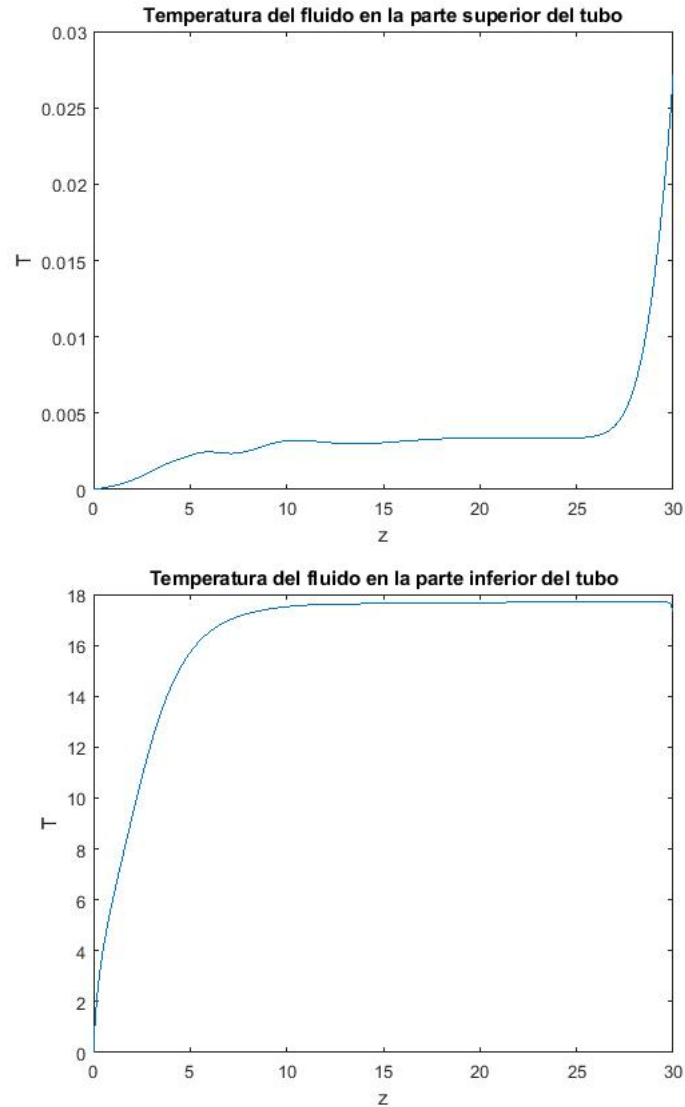 Temperatura del fluido en la parte superior del tubo
0.03
0.025
0.02
T
0.015
0.01
0.005
0
0 5 10 15 20 25 30
z
Temperatura del fluido en la parte inferior del tubo
18
16
14
12
10
T
8
6
4
2
0
0 5 10 15 20 25 30
z